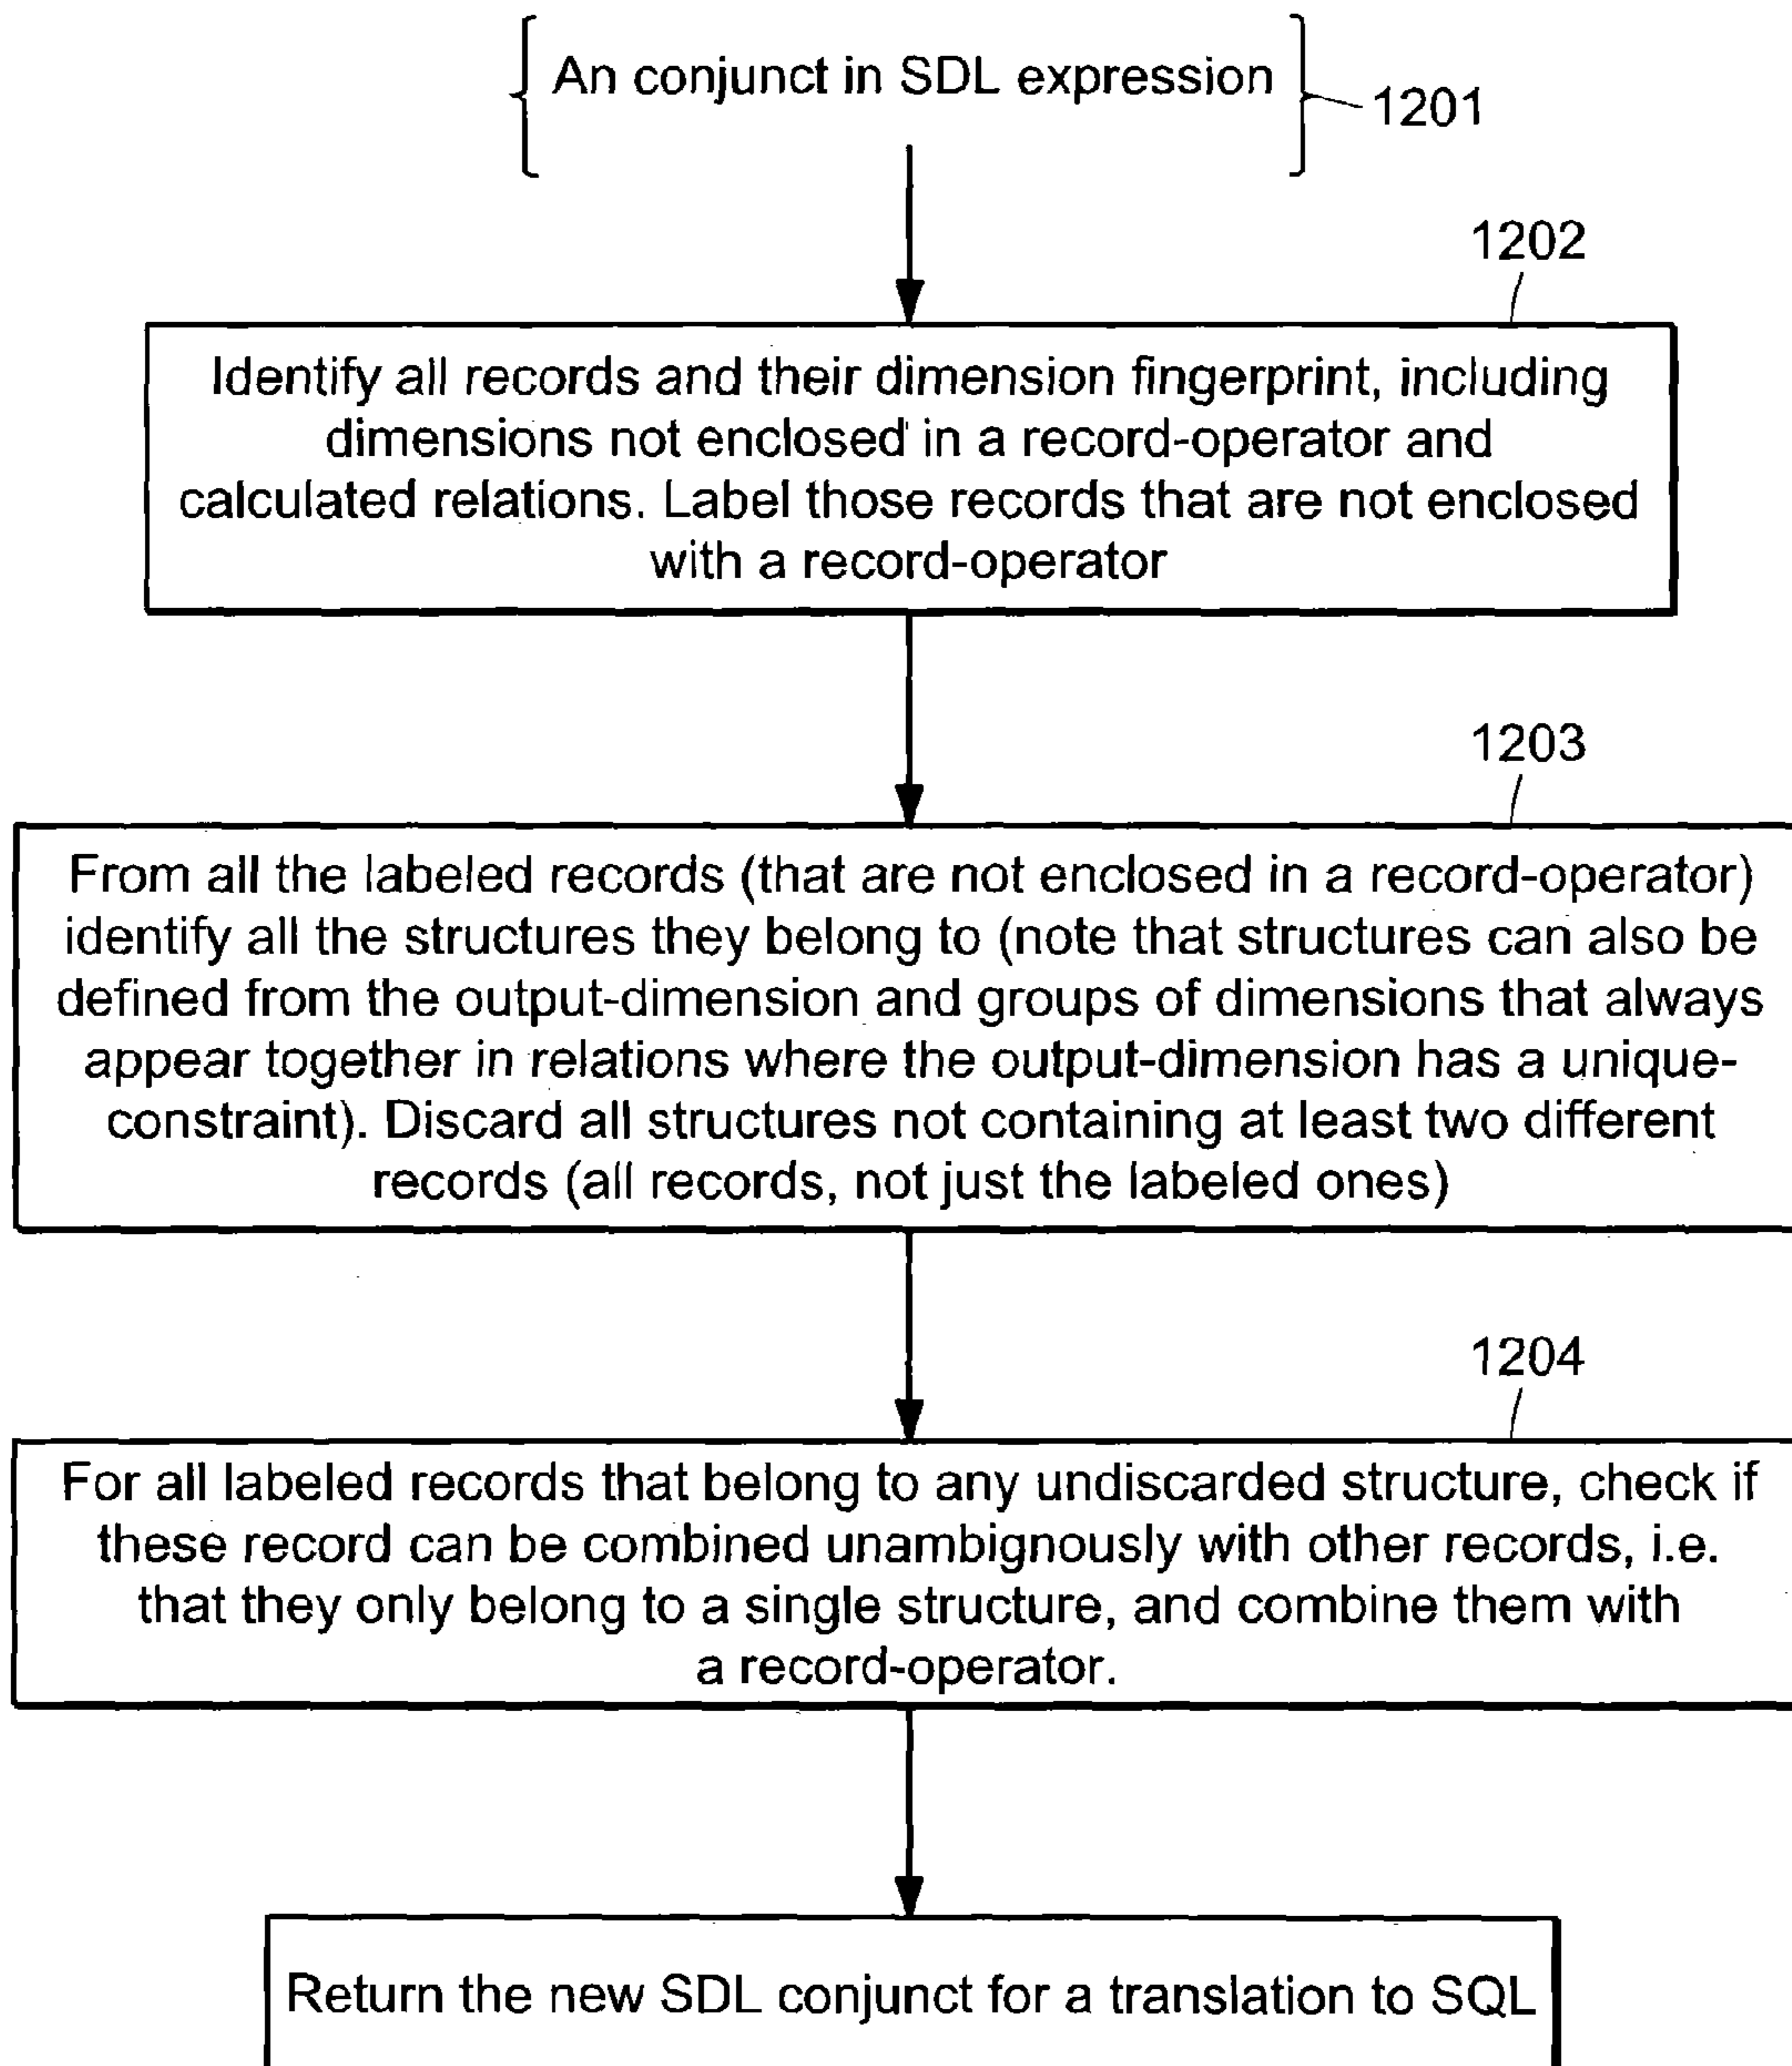 An conjunct in SDL expression
1201
1202
Identify all records and their dimension fingerprint, including
dimensions not enclosed in a record-operator and
calculated relations. Label those records that are not enclosed
with a record-operator
1203
From all the labeled records (that are not enclosed in a record-operator)
identify all the structures they belong to (note that structures can also be
defined from the output-dimension and groups of dimensions that always
appear together in relations where the output-dimension has a unique-
constraint). Discard all structures not containing at least two different
records (all records, not just the labeled ones)
1204
For all labeled records that belong to any undiscarded structure, check if
these record can be combined unambignously with other records, i.e.
that they only belong to a single structure, and combine them with
a record-operator.
Return the new SDL conjunct for a translation to SQL